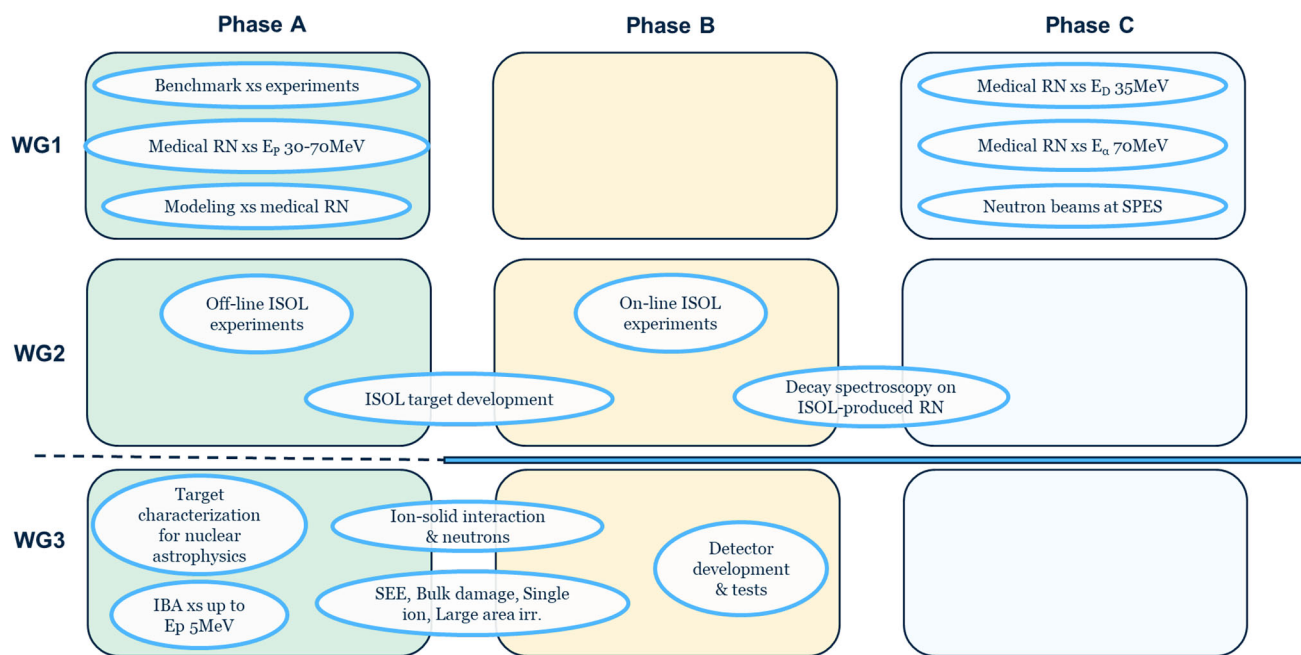 Phase A
Phase B
Phase C
WG1
Benchmark xs experiments
Medical RN xs Eₚ 30-70MeV
Modeling xs medical RN
Medical RN xs E_D 35MeV
Medical RN xs Eα 70MeV
Neutron beams at SPES
WG2
Off-line ISOL
experiments
On-line ISOL
experiments
ISOL target development
Decay spectroscopy on
ISOL-produced RN
WG3
Target
characterization
for nuclear
astrophysics
Ion-solid interaction
& neutrons
Detector
development
& tests
IBA xs up to
Ep 5MeV
SEE, Bulk damage, Single
ion, Large area irr.